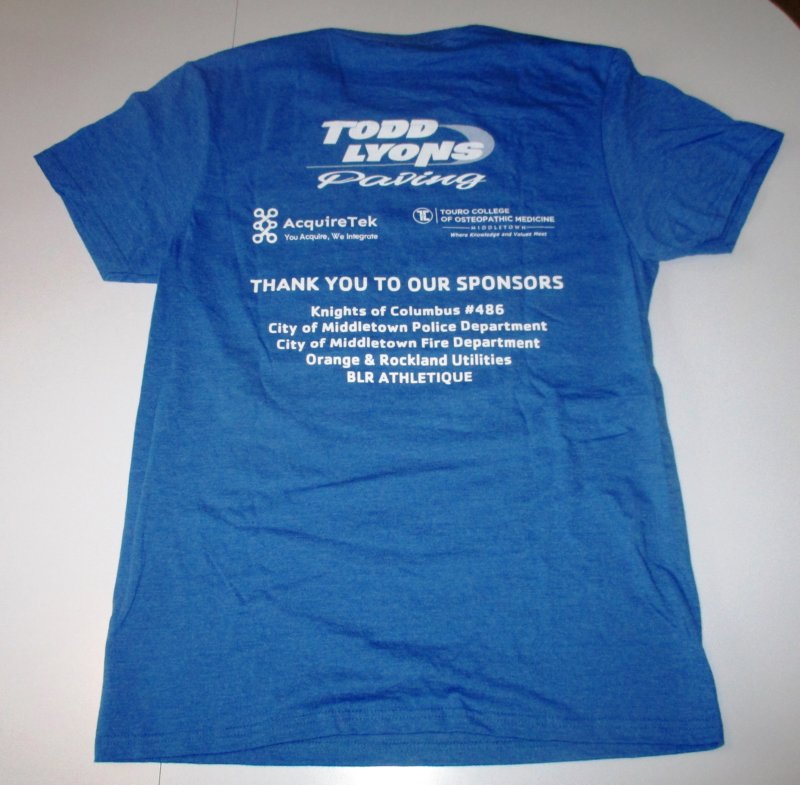 TODD
LYONS
Paving
AcquireTek
You Acquire, We Integrate
TC
TOURO COLLEGE
OF OSTEOPATHIC MEDICINE
MIDDLETOWN
Where Knowledge and Values Meet
THANK YOU TO OUR SPONSORS
Knights of Columbus #486
City of Middletown Police Department
City of Middletown Fire Department
Orange & Rockland Utilities
BLR ATHLETIQUE